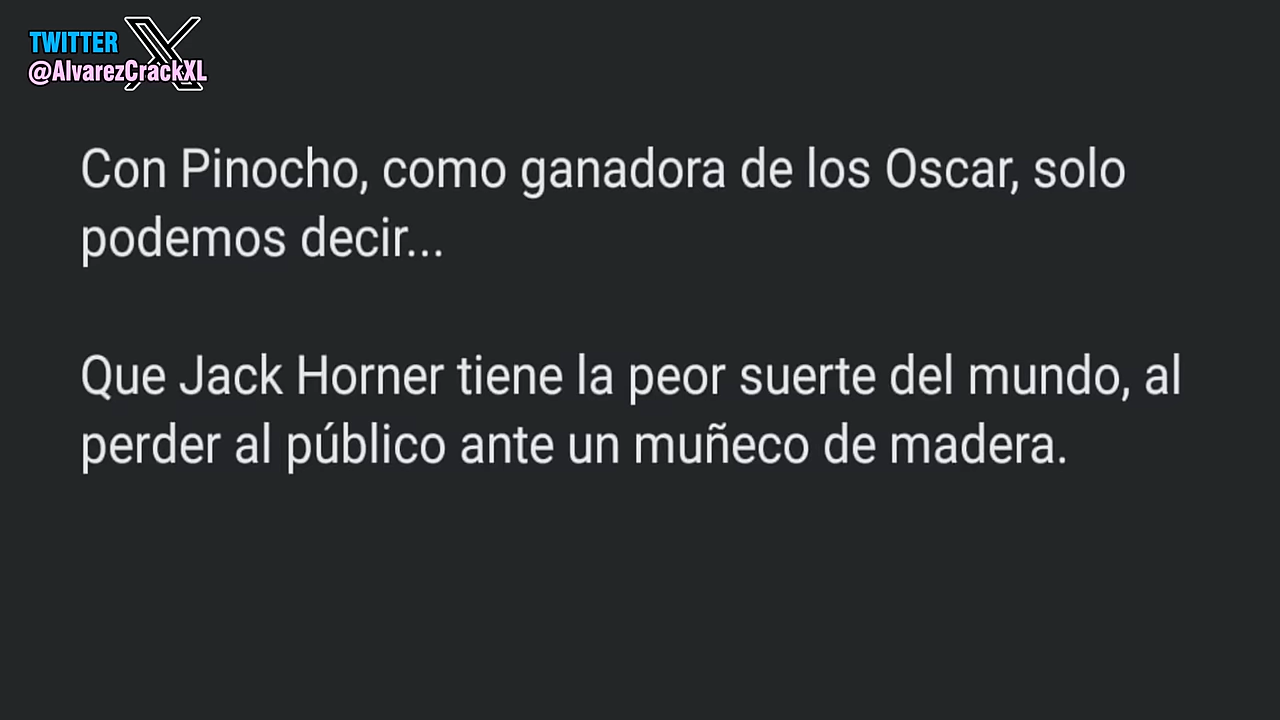 TWITTER
@AlvarezCrackXL
Con Pinocho, como ganadora de los Oscar, solo
podemos decir...
Que Jack Horner tiene la peor suerte del mundo, al
perder al público ante un muñeco de madera.